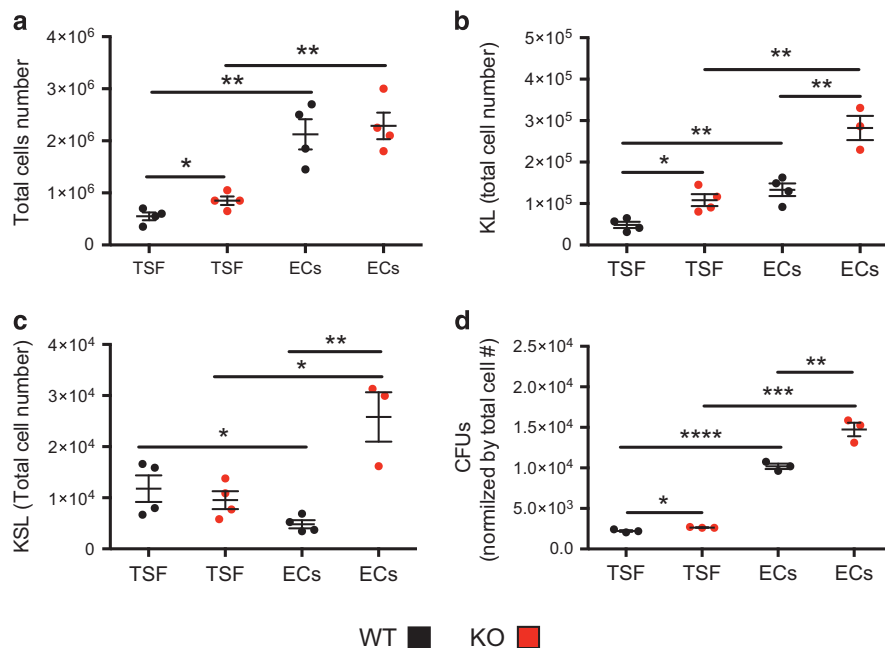 a
Total cells number
4×10⁶
3×10⁶
2×10⁶
1×10⁶
0
**
**
*
TSF TSF ECs ECs
b
KL (total cell number)
5×10⁵
4×10⁵
3×10⁵
2×10⁵
1×10⁵
0
**
**
**
*
TSF TSF ECs ECs
c
KSL (Total cell number)
4×10⁴
3×10⁴
2×10⁴
1×10⁴
0
**
*
*
TSF TSF ECs ECs
d
CFUs
(normilzed by total cell #)
2.5×10⁴
2.0×10⁴
1.5×10⁴
1.0×10⁴
5.0×10³
0.0
**
***
****
*
TSF TSF ECs ECs
WT KO